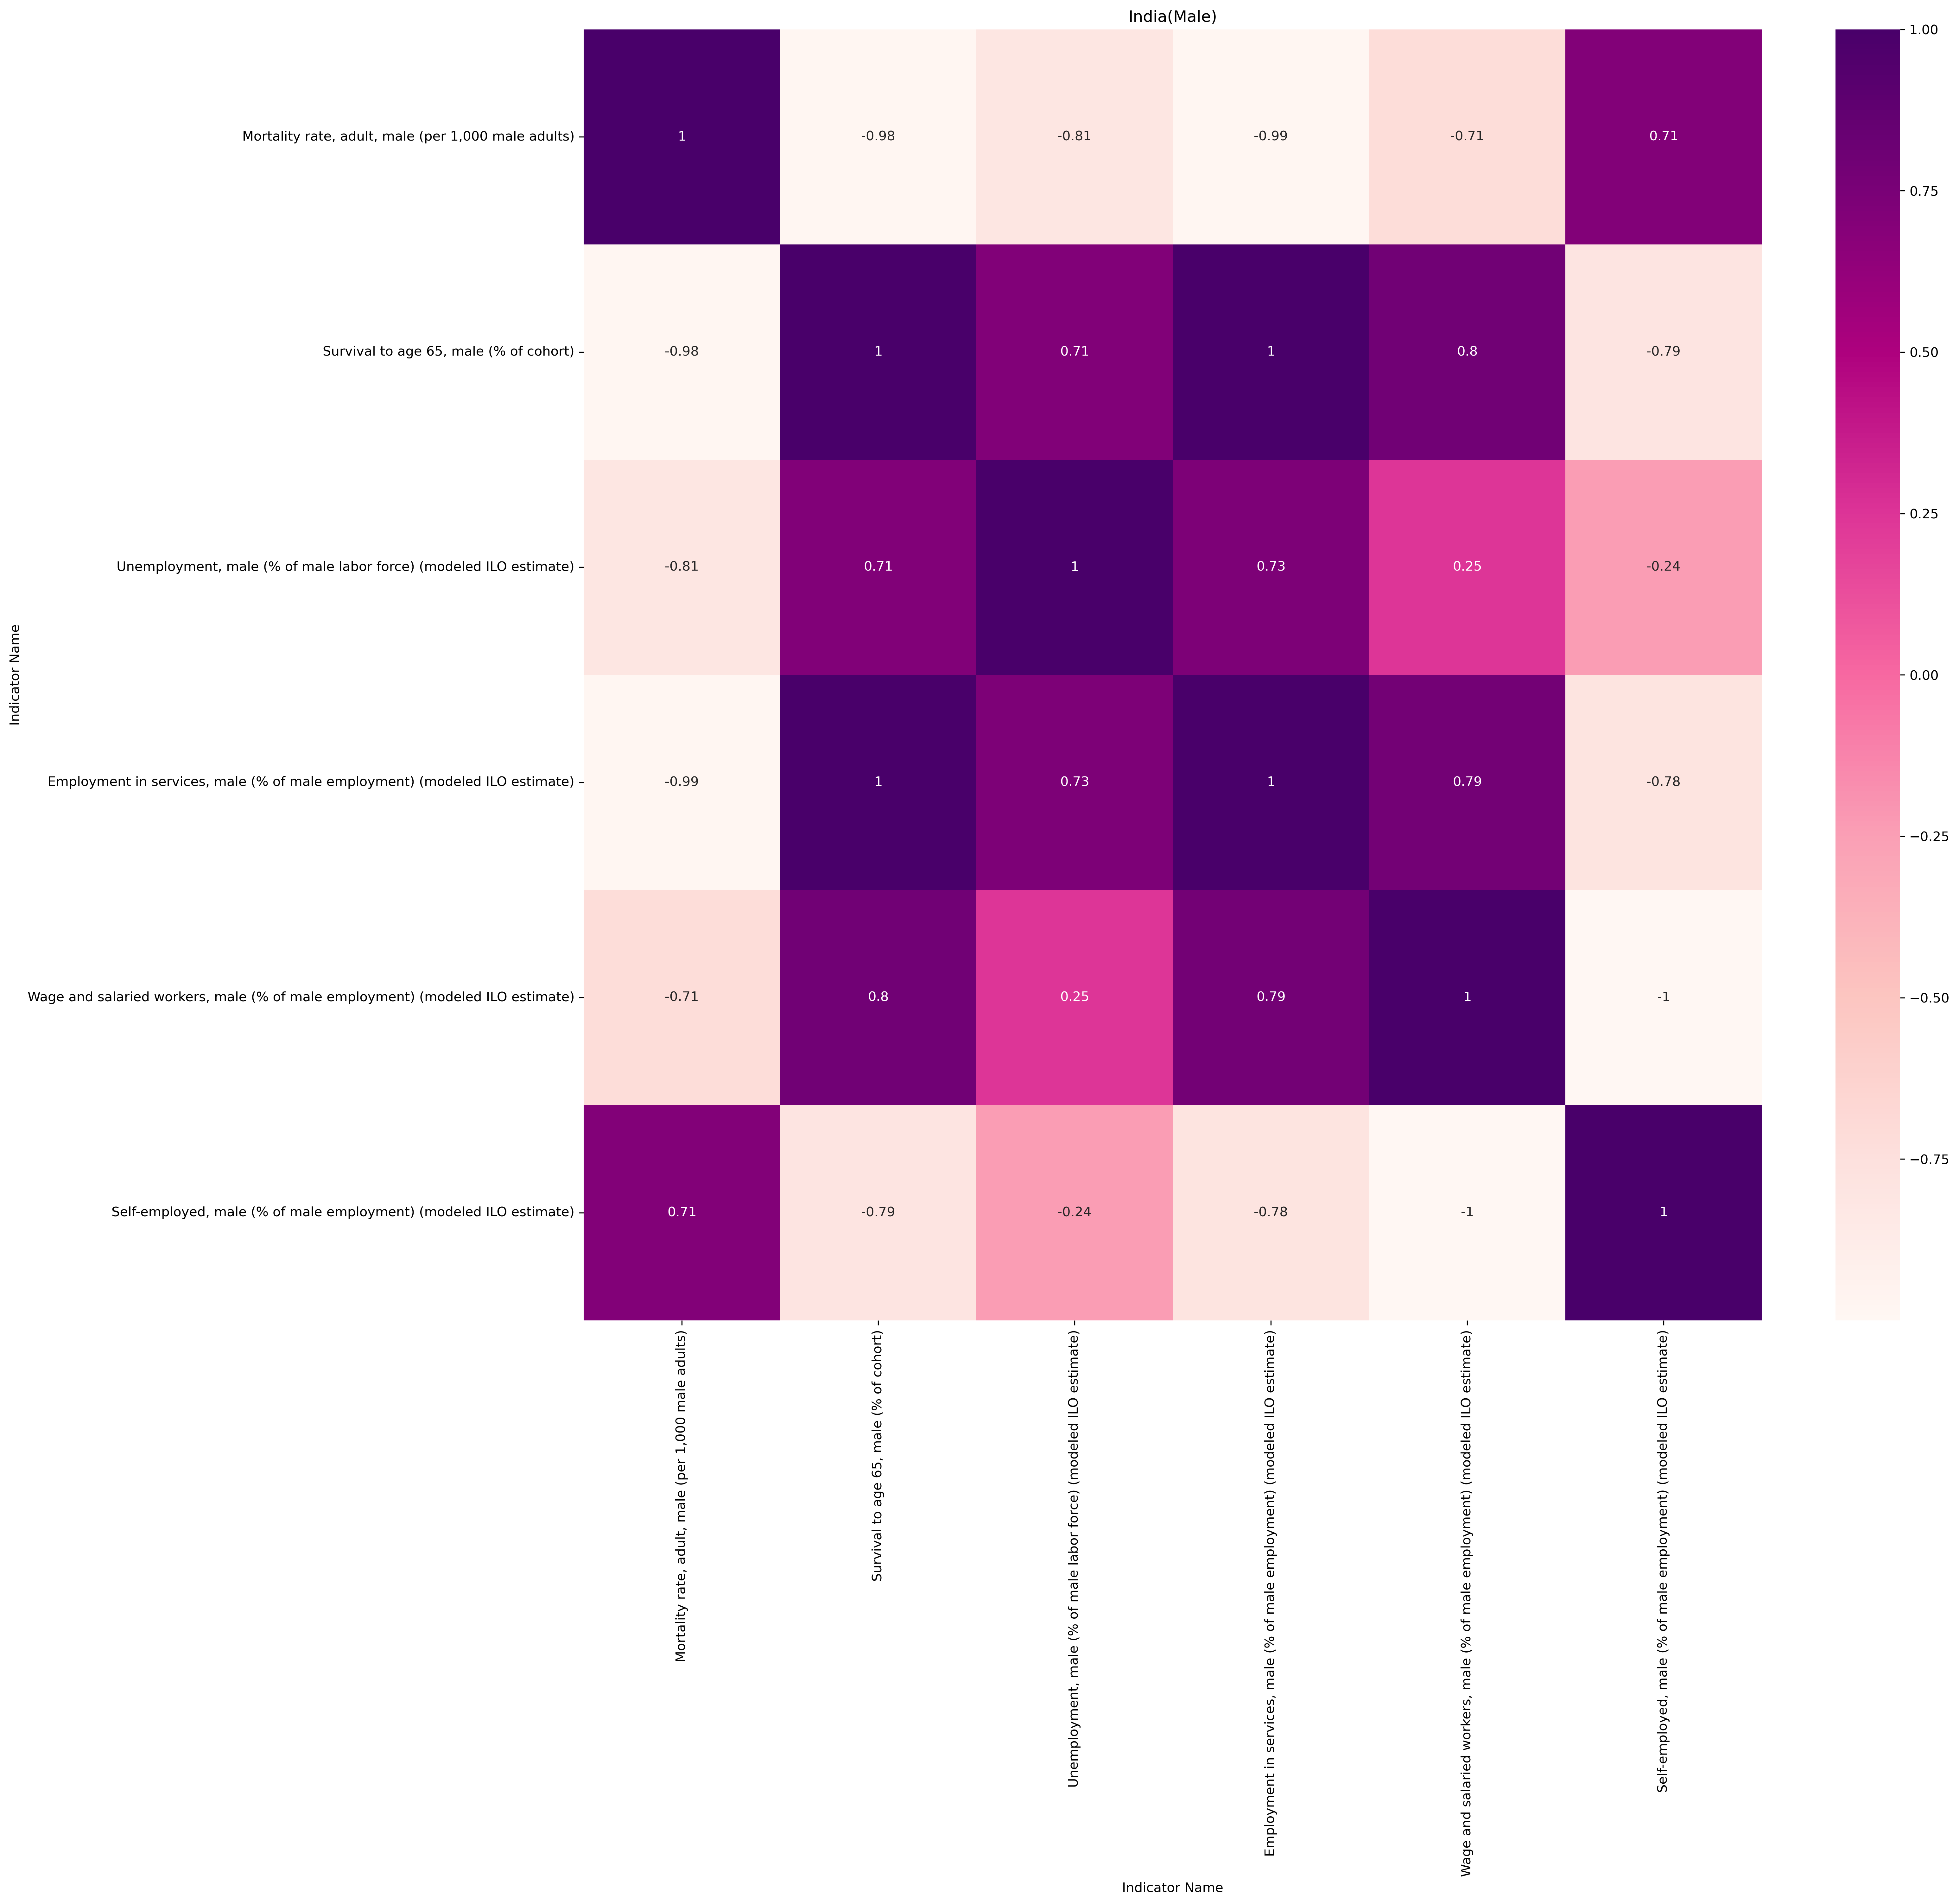 India(Male)
Mortality rate, adult, male (per 1,000 male adults)
1 -0.98 -0.81 -0.99 -0.71 0.71
Survival to age 65, male (% of cohort)
-0.98 1 0.71 1 0.8 -0.79
Unemployment, male (% of male labor force) (modeled ILO estimate)
-0.81 0.71 1 0.73 0.25 -0.24
Employment in services, male (% of male employment) (modeled ILO estimate)
-0.99 1 0.73 1 0.79 -0.78
Wage and salaried workers, male (% of male employment) (modeled ILO estimate)
-0.71 0.8 0.25 0.79 1 -1
Self-employed, male (% of male employment) (modeled ILO estimate)
0.71 -0.79 -0.24 -0.78 -1 1
Indicator Name
Mortality rate, adult, male (per 1,000 male adults)
Survival to age 65, male (% of cohort)
Unemployment, male (% of male labor force) (modeled ILO estimate)
Employment in services, male (% of male employment) (modeled ILO estimate)
Wage and salaried workers, male (% of male employment) (modeled ILO estimate)
Self-employed, male (% of male employment) (modeled ILO estimate)
Indicator Name
1.00
0.75
0.50
0.25
0.00
−0.25
−0.50
−0.75